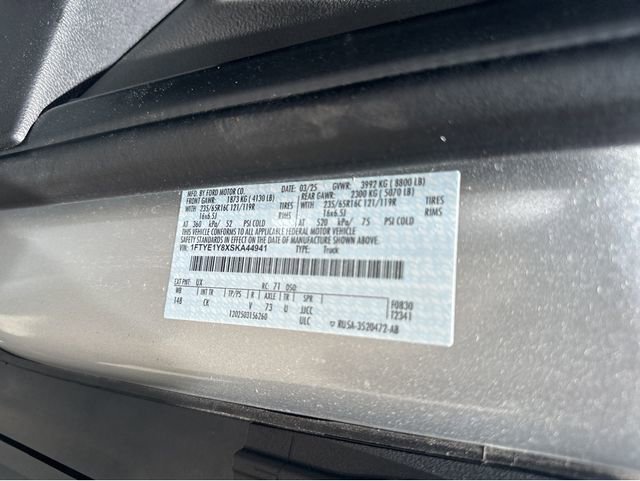 MFD. BY FORD MOTOR CO. DATE: 03/25 GVWR: 3992 KG ( 8800 LB)
FRONT GAWR: 1873 KG ( 4130 LB) REAR GAWR: 2300 KG ( 5070 LB)
WITH 235/65R16C 121/119R TIRES WITH 235/65R16C 121/119R TIRES
16x6.5J RIMS 16x6.5J RIMS
AT 360 kPa/ 52 PSI COLD AT 520 kPa/ 75 PSI COLD
THIS VEHICLE CONFORMS TO ALL APPLICABLE FEDERAL MOTOR VEHICLE
SAFETY STANDARDS IN EFFECT ON THE DATE OF MANUFACTURE SHOWN ABOVE.
VIN: 1FTYE1Y8XSKA44941 TYPE: Truck
EXT PNT: UX RC: 71 DSO: F0830
WB INT TR TP/PS R AXLE TR SPR T2341
148 CK V 73 U JJCC
1202503156260 ULC RUSA-3520472-AB